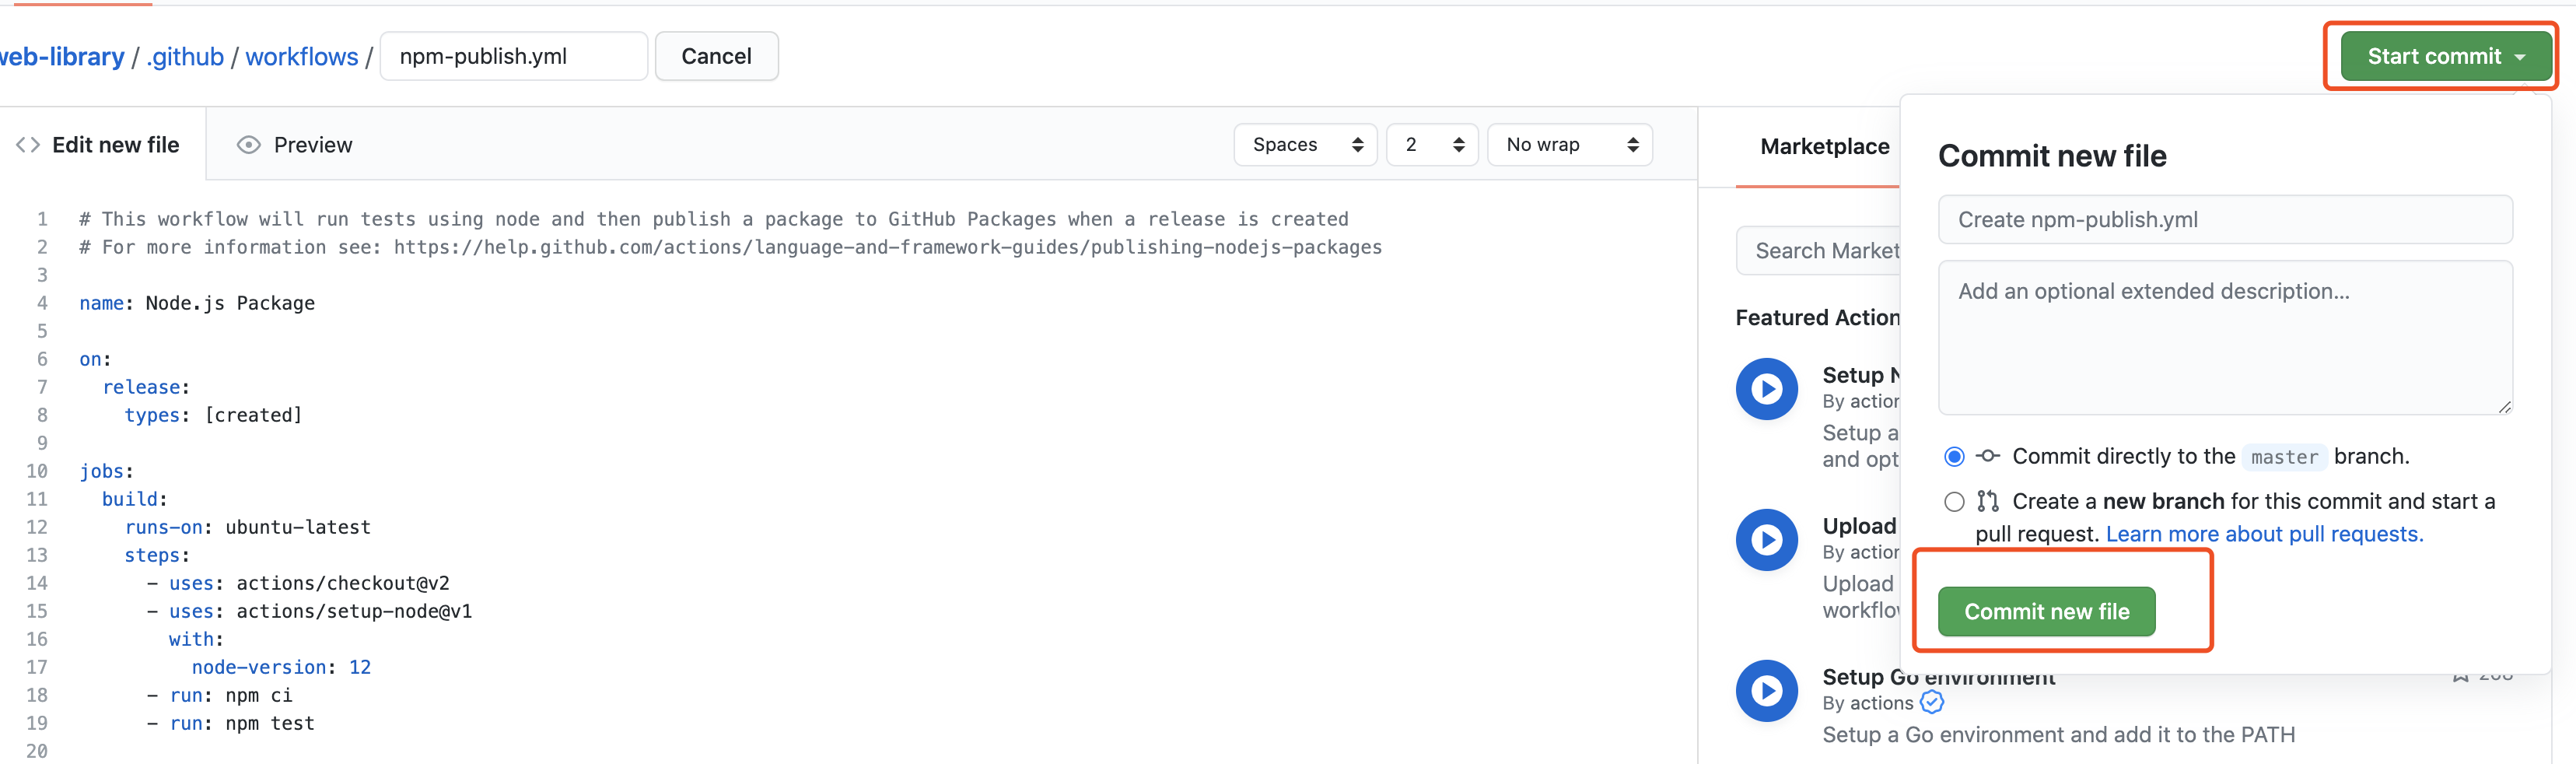 web-library / .github / workflows / npm-publish.yml Cancel Start commit
<> Edit new file Preview Spaces 2 No wrap
1 # This workflow will run tests using node and then publish a package to GitHub Packages when a release is created
2 # For more information see: https://help.github.com/actions/language-and-framework-guides/publishing-nodejs-packages
3
4 name: Node.js Package
5
6 on:
7 release:
8 types: [created]
9
10 jobs:
11 build:
12 runs-on: ubuntu-latest
13 steps:
14 - uses: actions/checkout@v2
15 - uses: actions/setup-node@v1
16 with:
17 node-version: 12
18 - run: npm ci
19 - run: npm test
20
Marketplace
Search Market
Featured Action
Setup N
By action
Setup a
and opt
Upload
By action
Upload
workflow
Setup Go environment
By actions
Setup a Go environment and add it to the PATH
Commit new file
Create npm-publish.yml
Add an optional extended description...
Commit directly to the master branch.
Create a new branch for this commit and start a
pull request. Learn more about pull requests.
Commit new file